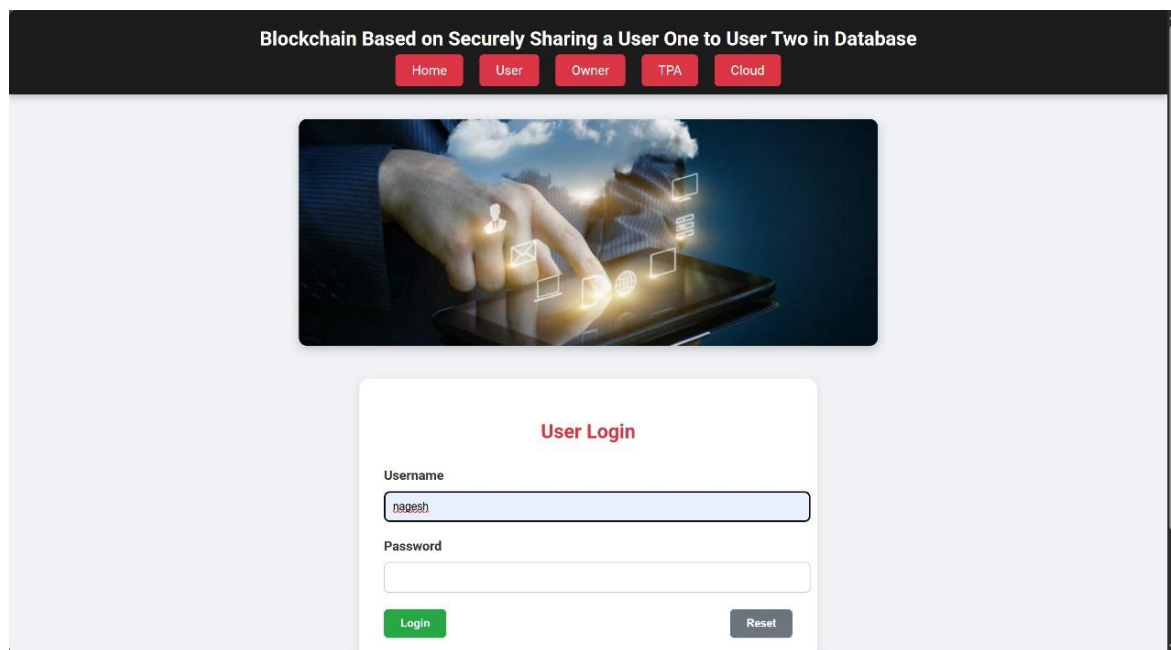 Blockchain Based on Securely Sharing a User One to User Two in Database
Home User Owner TPA Cloud
User Login
Username
nagesh
Password
Login Reset